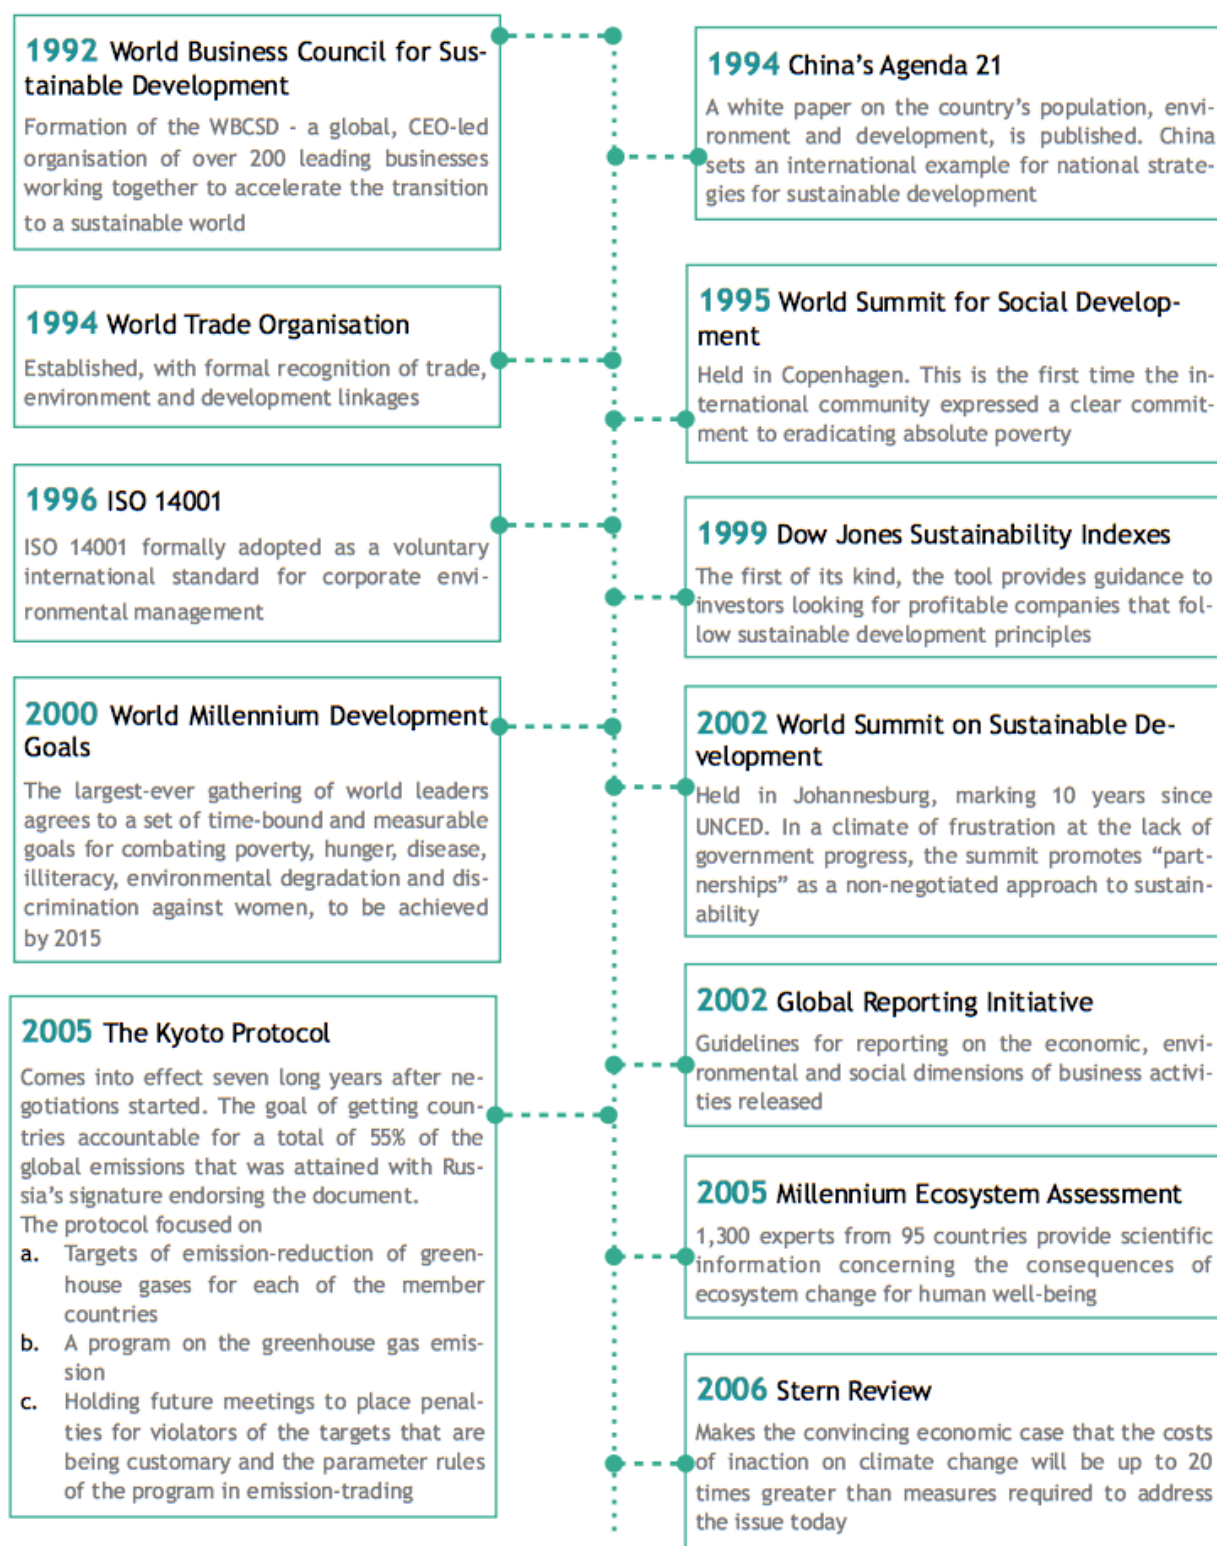 1992 World Business Council for Sus-
tainable Development
Formation of the WBCSD - a global, CEO-led
organisation of over 200 leading businesses
working together to accelerate the transition
to a sustainable world
1994 China's Agenda 21
A white paper on the country's population, envi-
ronment and development, is published. China
sets an international example for national strate-
gies for sustainable development
1994 World Trade Organisation
Established, with formal recognition of trade,
environment and development linkages
1995 World Summit for Social Develop-
ment
Held in Copenhagen. This is the first time the in-
ternational community expressed a clear commit-
ment to eradicating absolute poverty
1996 ISO 14001
ISO 14001 formally adopted as a voluntary
international standard for corporate envi-
ronmental management
1999 Dow Jones Sustainability Indexes
The first of its kind, the tool provides guidance to
investors looking for profitable companies that fol-
low sustainable development principles
2000 World Millennium Development
Goals
The largest-ever gathering of world leaders
agrees to a set of time-bound and measurable
goals for combating poverty, hunger, disease,
illiteracy, environmental degradation and dis-
crimination against women, to be achieved
by 2015
2002 World Summit on Sustainable De-
velopment
Held in Johannesburg, marking 10 years since
UNCED. In a climate of frustration at the lack of
government progress, the summit promotes “part-
nerships” as a non-negotiated approach to sustain-
ability
2002 Global Reporting Initiative
Guidelines for reporting on the economic, envi-
ronmental and social dimensions of business activi-
ties released
2005 The Kyoto Protocol
Comes into effect seven long years after ne-
gotiations started. The goal of getting coun-
tries accountable for a total of 55% of the
global emissions that was attained with Rus-
sia's signature endorsing the document.
The protocol focused on
a. Targets of emission-reduction of green-
house gases for each of the member
countries
b. A program on the greenhouse gas emis-
sion
c. Holding future meetings to place penal-
ties for violators of the targets that are
being customary and the parameter rules
of the program in emission-trading
2005 Millennium Ecosystem Assessment
1,300 experts from 95 countries provide scientific
information concerning the consequences of
ecosystem change for human well-being
2006 Stern Review
Makes the convincing economic case that the costs
of inaction on climate change will be up to 20
times greater than measures required to address
the issue today